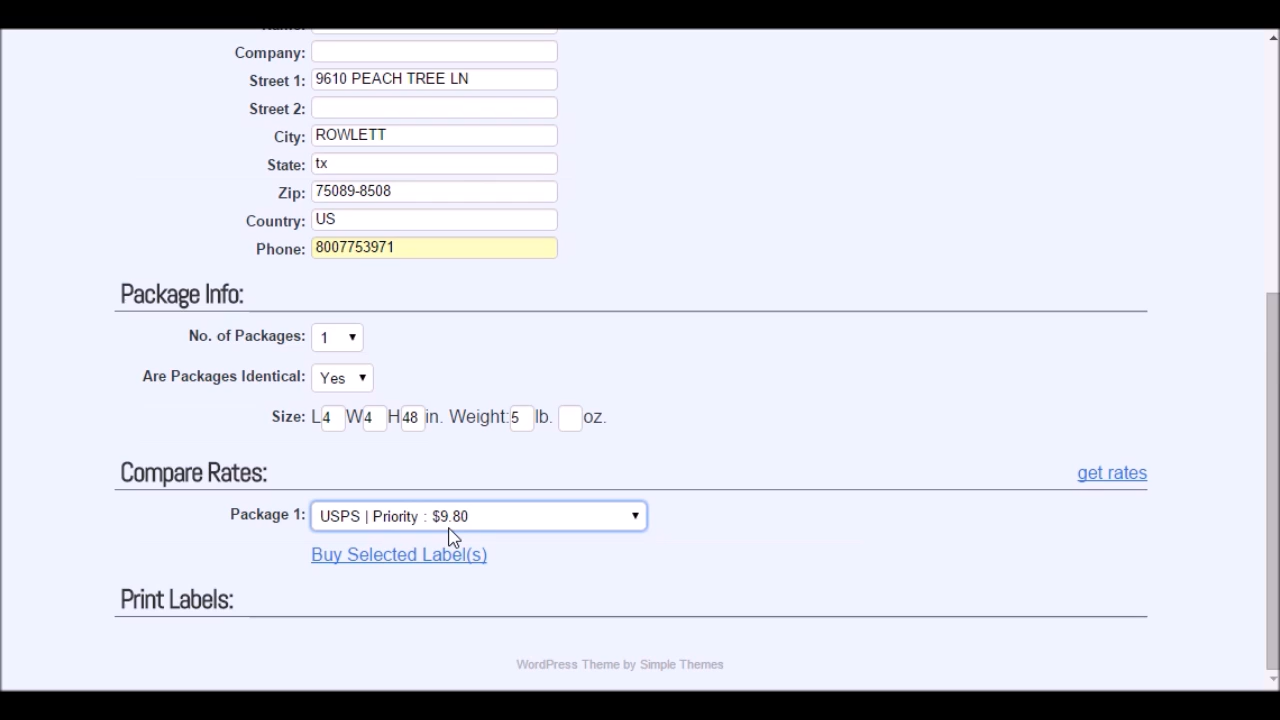 Company:
Street 1: 9610 PEACH TREE LN
Street 2:
City: ROWLETT
State: tx
Zip: 75089-8508
Country: US
Phone: 8007753971
Package Info:
No. of Packages: 1
Are Packages Identical: Yes
Size: L 4 W 4 H 48 in. Weight: 5 lb. oz.
Compare Rates: get rates
Package 1: USPS | Priority : $9.80
Buy Selected Label(s)
Print Labels:
WordPress Theme by Simple Themes